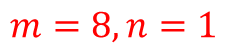 m = 8, n = 1